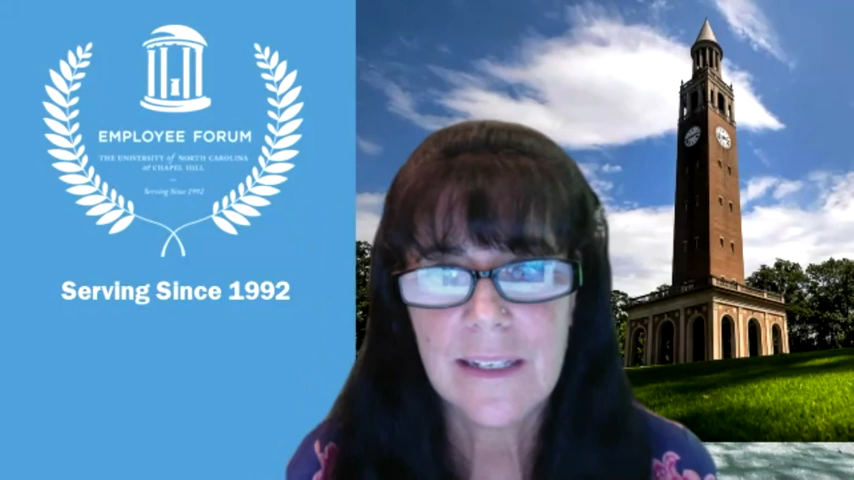 EMPLOYEE FORUM
THE UNIVERSITY of NORTH CAROLINA
at CHAPEL HILL
Serving Since 1992
Serving Since 1992